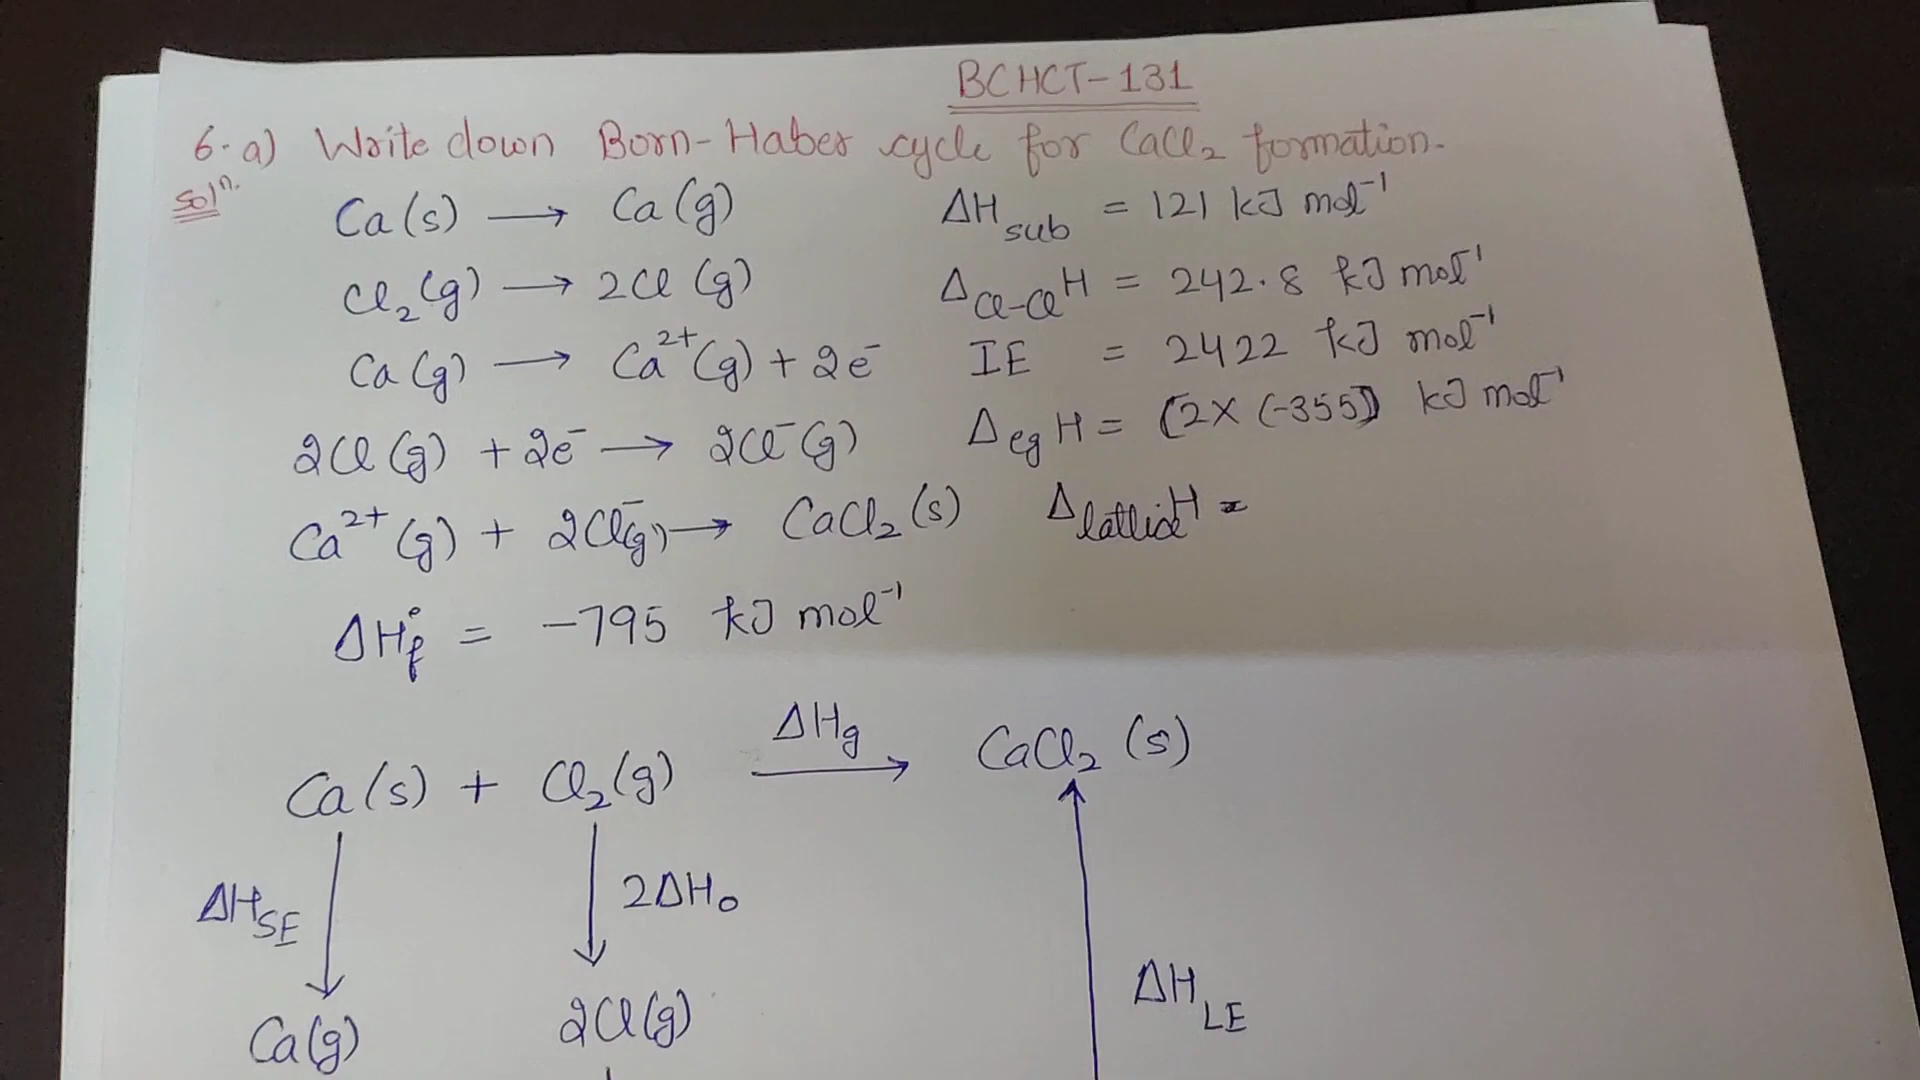 BCHCT-131
6.a) Write down Born-Haber cycle for CaCl₂ formation.
Solⁿ.
Ca(s) → Ca(g) ΔH_sub = 121 kJ mol⁻¹
Cl₂(g) → 2Cl(g) Δ_Cl-Cl H = 242.8 kJ mol⁻¹
Ca(g) → Ca²⁺(g) + 2e⁻ IE = 2422 kJ mol⁻¹
2Cl(g) + 2e⁻ → 2Cl⁻(g) Δ_eg H = (2×(-355)) kJ mol⁻¹
Ca²⁺(g) + 2Cl⁻(g) → CaCl₂(s) Δ_lattice H =
ΔH°_f = -795 kJ mol⁻¹
Ca(s) + Cl₂(g) ΔHg → CaCl₂(s)
ΔH_SE ↓ ↓ 2ΔH₀ ↑ ΔH_LE
Ca(g) 2Cl(g)